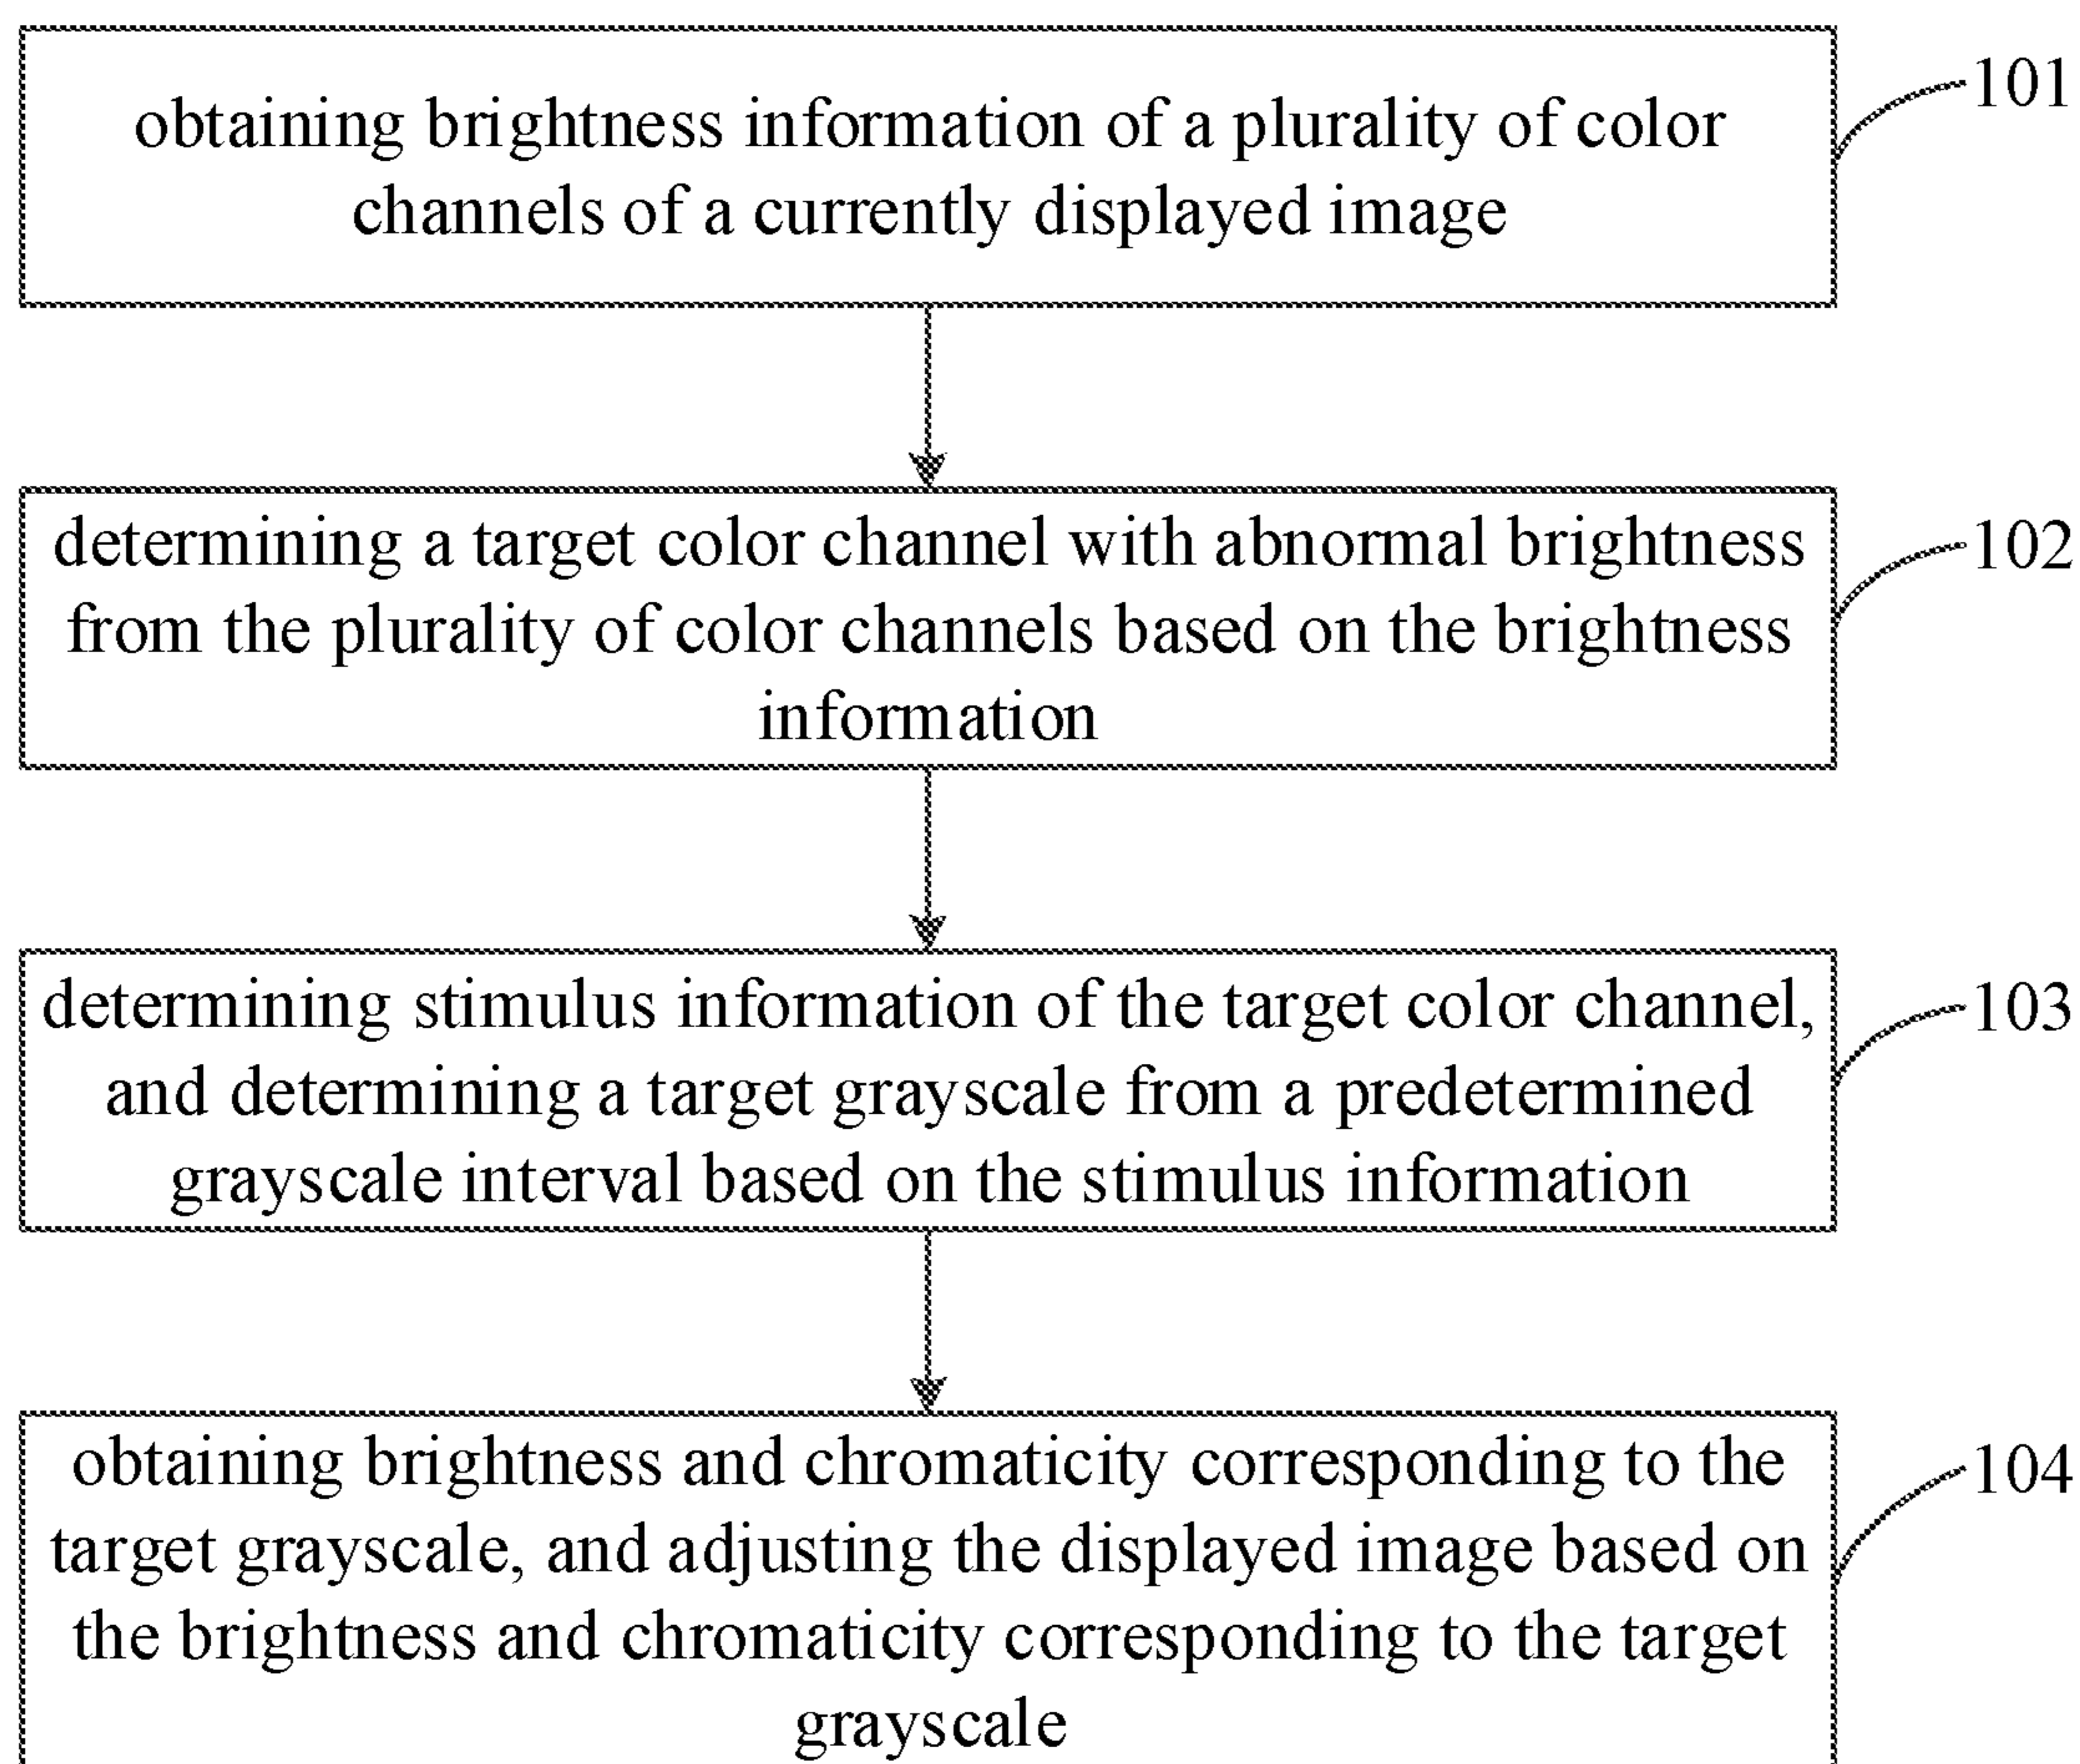 obtaining brightness information of a plurality of color
channels of a currently displayed image
101
determining a target color channel with abnormal brightness
from the plurality of color channels based on the brightness
information
102
determining stimulus information of the target color channel,
and determining a target grayscale from a predetermined
grayscale interval based on the stimulus information
103
obtaining brightness and chromaticity corresponding to the
target grayscale, and adjusting the displayed image based on
the brightness and chromaticity corresponding to the target
grayscale
104